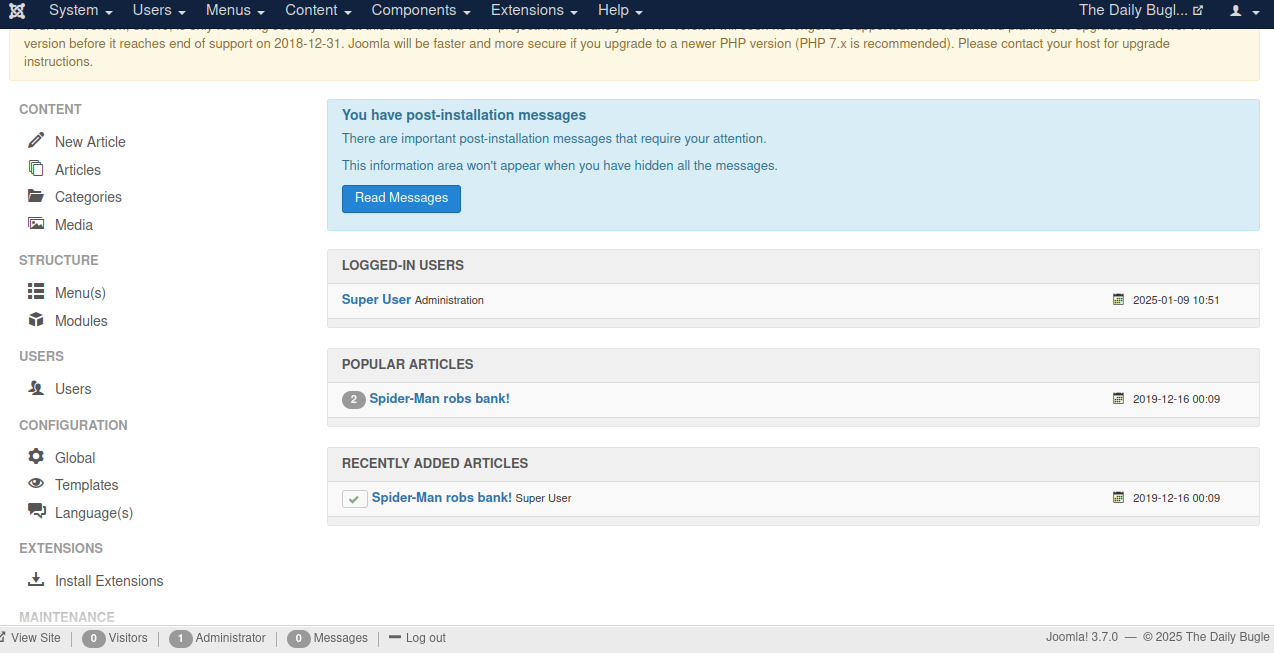 System Users Menus Content Components Extensions Help The Daily Bugl...
version before it reaches end of support on 2018-12-31. Joomla will be faster and more secure if you upgrade to a newer PHP version (PHP 7.x is recommended). Please contact your host for upgrade
instructions.
CONTENT
New Article
Articles
Categories
Media
STRUCTURE
Menu(s)
Modules
USERS
Users
CONFIGURATION
Global
Templates
Language(s)
EXTENSIONS
Install Extensions
MAINTENANCE
You have post-installation messages
There are important post-installation messages that require your attention.
This information area won't appear when you have hidden all the messages.
Read Messages
LOGGED-IN USERS
Super User Administration 2025-01-09 10:51
POPULAR ARTICLES
2 Spider-Man robs bank! 2019-12-16 00:09
RECENTLY ADDED ARTICLES
Spider-Man robs bank! Super User 2019-12-16 00:09
View Site 0 Visitors 1 Administrator 0 Messages Log out Joomla! 3.7.0 — © 2025 The Daily Bugle